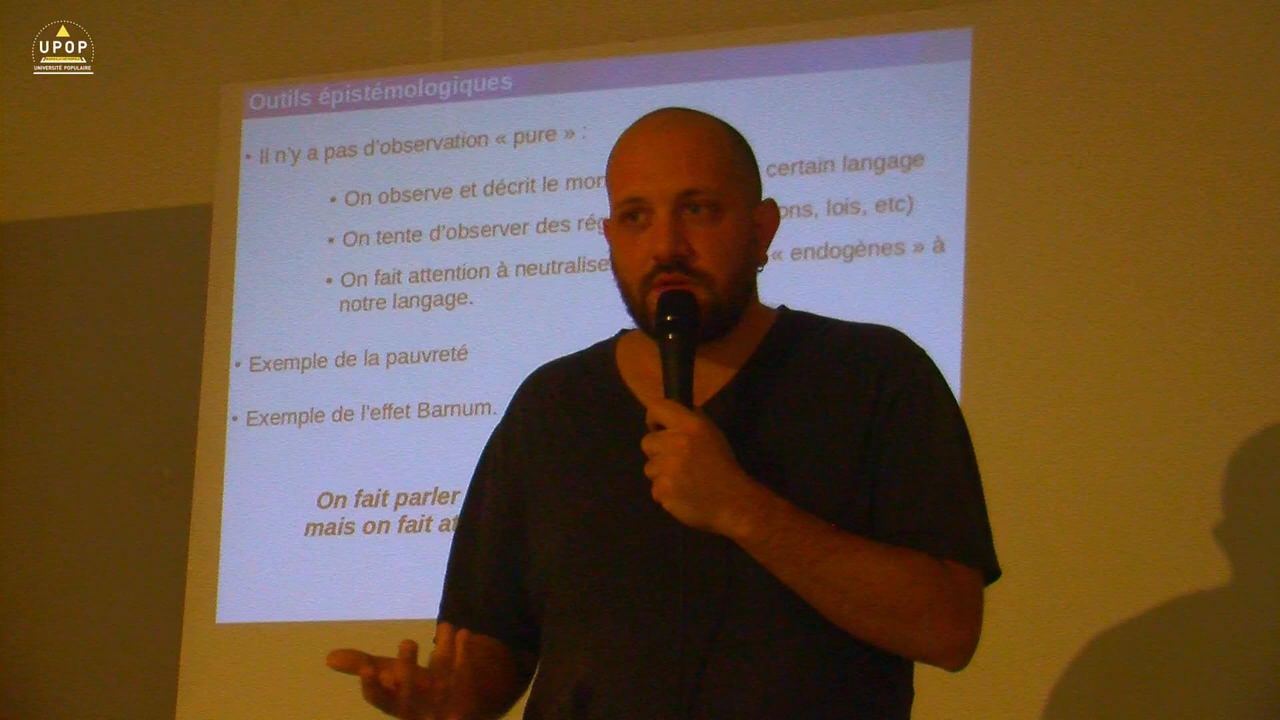 UPOP
UNIVERSITÉ POPULAIRE
Outils épistémologiques
• Il n'y a pas d'observation « pure » :
• On observe et décrit le mon certain langage
• On tente d'observer des rég ons, lois, etc)
• On fait attention à neutralise « endogènes » à
notre langage.
• Exemple de la pauvreté
• Exemple de l'effet Barnum.
On fait parler
mais on fait at